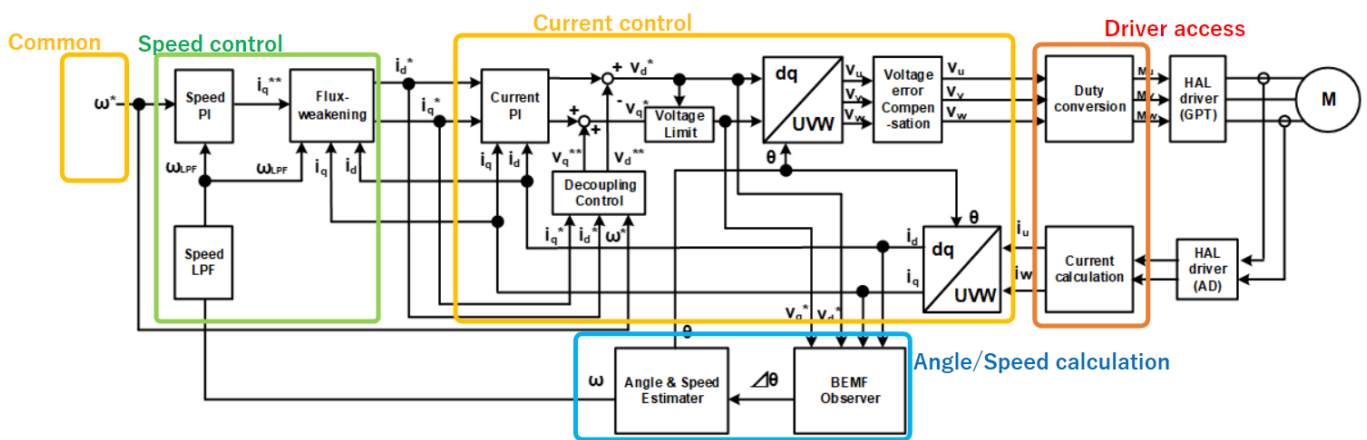 Common
Speed control
Current control
Driver access
ω*
Speed
PI
iq**
Flux-
weakening
id*
iq*
Current
PI
+
vd*
-
+
+
vq*
Voltage
Limit
dq
UVW
Vu
Vv
Vw
Voltage
error
Compen
-sation
Vu
Vv
Vw
Duty
conversion
Mu
Mv
Mw
HAL
driver
(GPT)
M
ωLPF
ωLPF
iq
id
iq
id
vq**
vd**
Decoupling
Control
iq*
id*
ω*
θ
θ
Speed
LPF
id
iq
dq
UVW
iu
iw
Current
calculation
HAL
driver
(AD)
vq*
vd*
θ
ω
Angle & Speed
Estimater
⊿θ
BEMF
Observer
Angle/Speed calculation